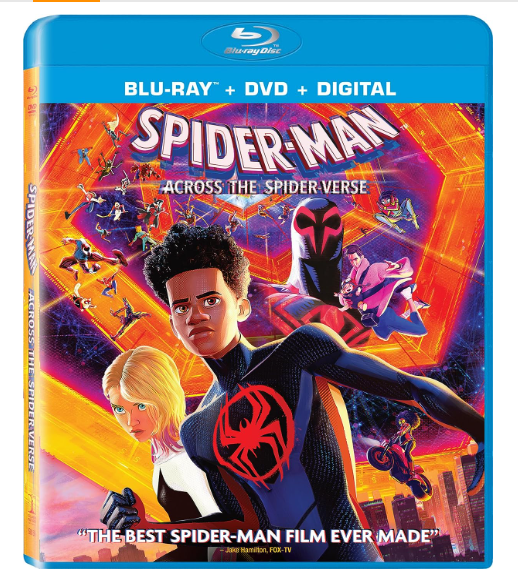 Blu-ray Disc™
BLU-RAY™ + DVD + DIGITAL
SPIDER-MAN
ACROSS THE SPIDER-VERSE
SPIDER-MAN
ACROSS THE SPIDER-VERSE
"THE BEST SPIDER-MAN FILM EVER MADE"
– Jake Hamilton, FOX-TV